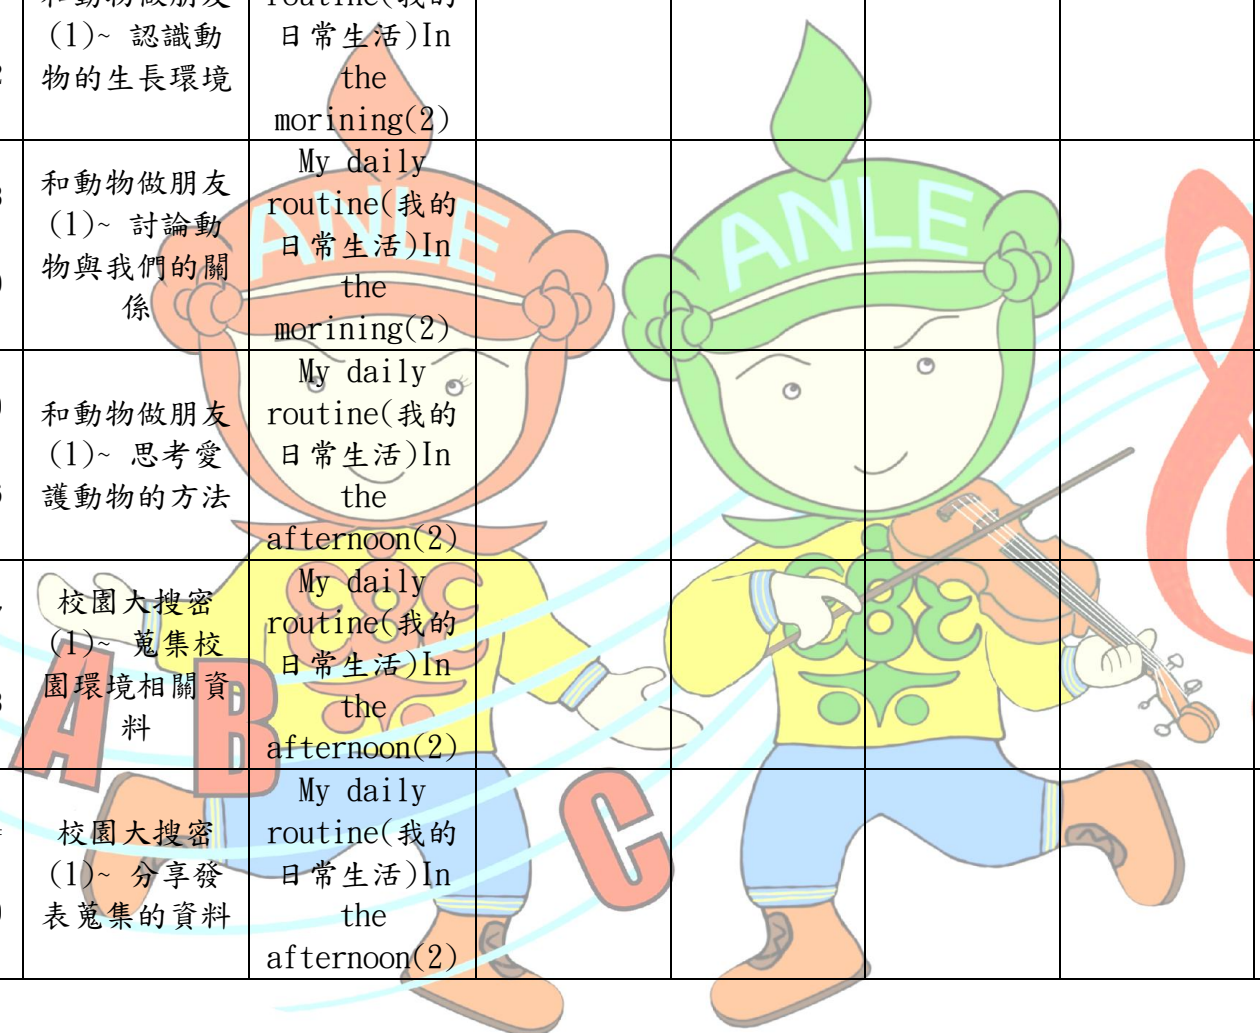 和動物做朋友
(1)~ 認識動
物的生長環境
routine(我的
日常生活)In
the
morining(2)
和動物做朋友
(1)~ 討論動
物與我們的關
係
My daily
routine(我的
日常生活)In
the
morining(2)
和動物做朋友
(1)~ 思考愛
護動物的方法
My daily
routine(我的
日常生活)In
the
afternoon(2)
校園大搜密
(1)~ 蒐集校
園環境相關資
料
My daily
routine(我的
日常生活)In
the
afternoon(2)
校園大搜密
(1)~ 分享發
表蒐集的資料
My daily
routine(我的
日常生活)In
the
afternoon(2)
ANLE
ANLE
A B C